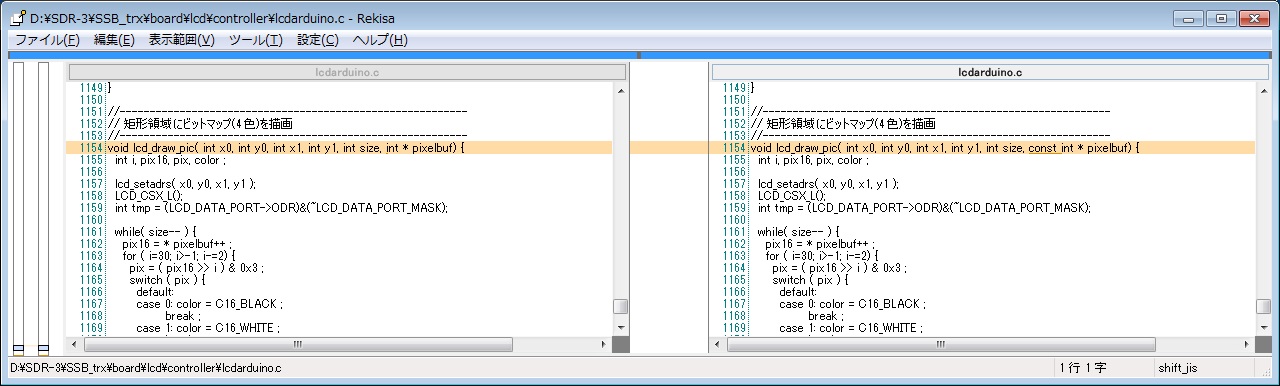 D:¥SDR-3¥SSB_trx¥board¥lcd¥controller¥lcdarduino.c - Rekisa
ファイル(F) 編集(E) 表示範囲(V) ツール(T) 設定(C) ヘルプ(H)
lcdarduino.c
1149 }
1150
1151 //----------------------------------------------------------
1152 // 矩形領域にビットマップ(4色)を描画
1153 //----------------------------------------------------------
1154 void lcd_draw_pic( int x0, int y0, int x1, int y1, int size, int * pixelbuf) {
1155 int i, pix16, pix, color ;
1156
1157 lcd_setadrs( x0, y0, x1, y1 );
1158 LCD_CSX_L();
1159 int tmp = (LCD_DATA_PORT->ODR)&(~LCD_DATA_PORT_MASK);
1160
1161 while( size-- ) {
1162 pix16 = * pixelbuf++ ;
1163 for ( i=30; i>-1; i-=2) {
1164 pix = ( pix16 >> i ) & 0x3 ;
1165 switch ( pix ) {
1166 default:
1167 case 0: color = C16_BLACK ;
1168 break ;
1169 case 1: color = C16_WHITE ;
lcdarduino.c
1149 }
1150
1151 //----------------------------------------------------------
1152 // 矩形領域にビットマップ(4色)を描画
1153 //----------------------------------------------------------
1154 void lcd_draw_pic( int x0, int y0, int x1, int y1, int size, const int * pixelbuf) {
1155 int i, pix16, pix, color ;
1156
1157 lcd_setadrs( x0, y0, x1, y1 );
1158 LCD_CSX_L();
1159 int tmp = (LCD_DATA_PORT->ODR)&(~LCD_DATA_PORT_MASK);
1160
1161 while( size-- ) {
1162 pix16 = * pixelbuf++ ;
1163 for ( i=30; i>-1; i-=2) {
1164 pix = ( pix16 >> i ) & 0x3 ;
1165 switch ( pix ) {
1166 default:
1167 case 0: color = C16_BLACK ;
1168 break ;
1169 case 1: color = C16_WHITE ;
D:¥SDR-3¥SSB_trx¥board¥lcd¥controller¥lcdarduino.c 1行 1字 shift_jis